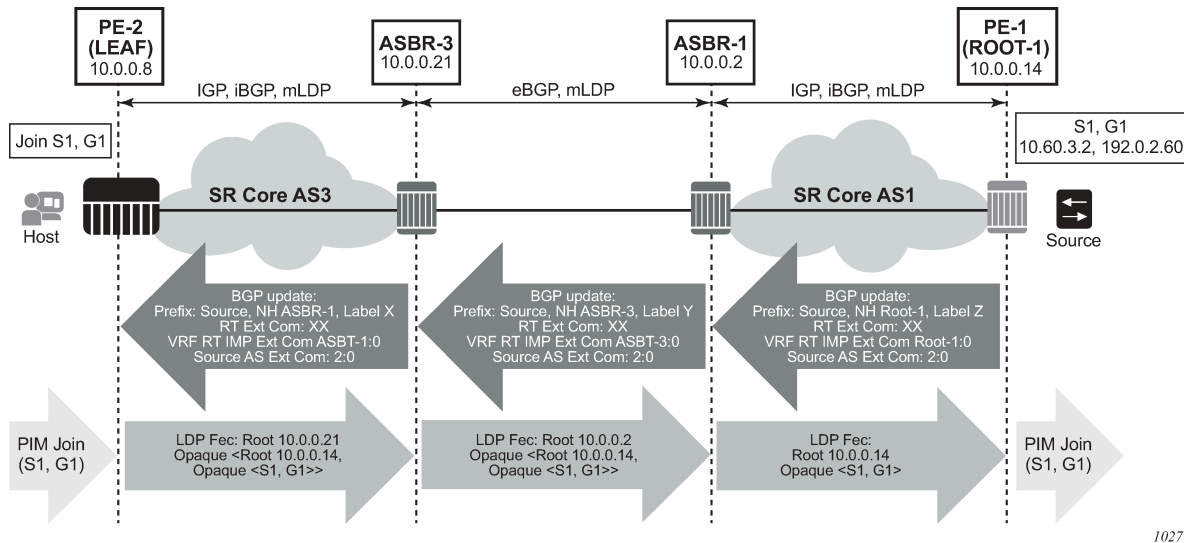 PE-2
(LEAF)
10.0.0.8
ASBR-3
10.0.0.21
ASBR-1
10.0.0.2
PE-1
(ROOT-1)
10.0.0.14
IGP, iBGP, mLDP
eBGP, mLDP
IGP, iBGP, mLDP
Join S1, G1
S1, G1
10.60.3.2, 192.0.2.60
SR Core AS3
SR Core AS1
Host
Source
BGP update:
Prefix: Source, NH ASBR-1, Label X
RT Ext Com: XX
VRF RT IMP Ext Com ASBT-1:0
Source AS Ext Com: 2:0
BGP update:
Prefix: Source, NH ASBR-3, Label Y
RT Ext Com: XX
VRF RT IMP Ext Com ASBT-3:0
Source AS Ext Com: 2:0
BGP update:
Prefix: Source, NH Root-1, Label Z
RT Ext Com: XX
VRF RT IMP Ext Com Root-1:0
Source AS Ext Com: 2:0
PIM Join
(S1, G1)
LDP Fec: Root 10.0.0.21
Opaque <Root 10.0.0.14,
Opaque <S1, G1>>
LDP Fec: Root 10.0.0.2
Opaque <Root 10.0.0.14,
Opaque <S1, G1>>
LDP Fec:
Root 10.0.0.14
Opaque <S1, G1>
PIM Join
(S1, G1)
1027